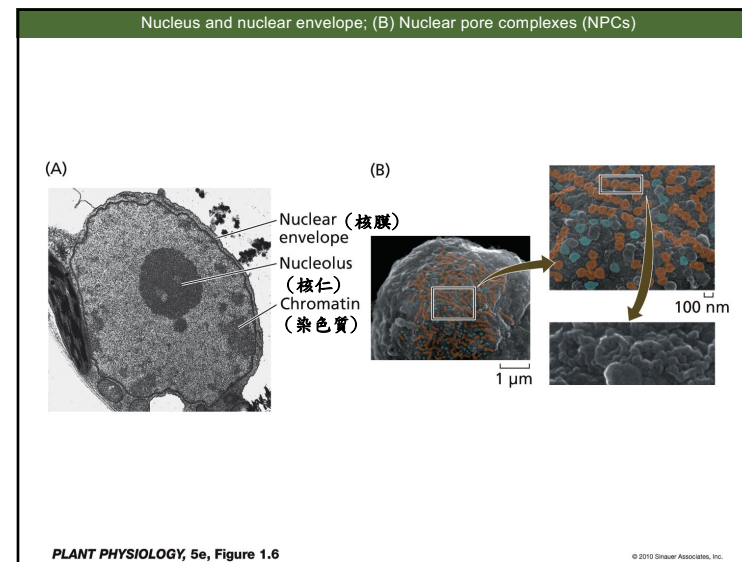 Nucleus and nuclear envelope; (B) Nuclear pore complexes (NPCs)
(A)
Nuclear（核膜）
envelope
Nucleolus
（核仁）
Chromatin
（染色質）
(B)
1 µm
100 nm
PLANT PHYSIOLOGY, 5e, Figure 1.6
© 2010 Sinauer Associates, Inc.